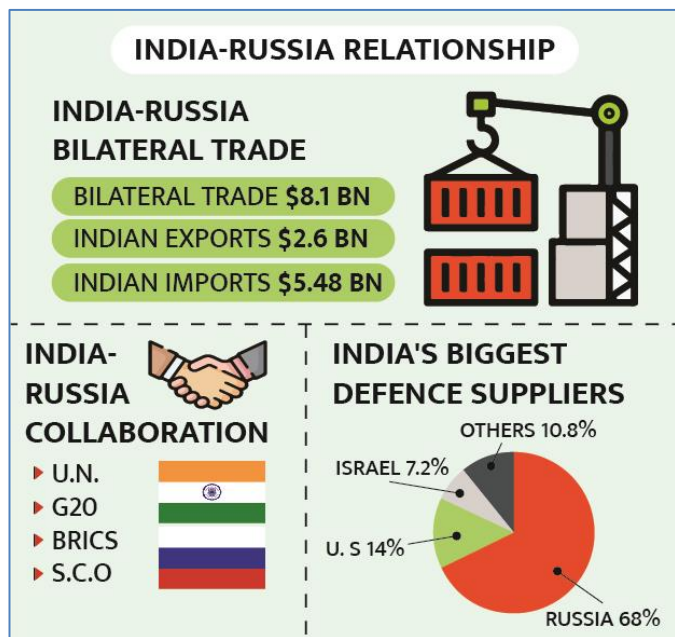 INDIA-RUSSIA RELATIONSHIP
INDIA-RUSSIA
BILATERAL TRADE
BILATERAL TRADE $8.1 BN
INDIAN EXPORTS $2.6 BN
INDIAN IMPORTS $5.48 BN
INDIA-
RUSSIA
COLLABORATION
U.N.
G20
BRICS
S.C.O
INDIA'S BIGGEST
DEFENCE SUPPLIERS
OTHERS 10.8%
ISRAEL 7.2%
U. S 14%
RUSSIA 68%